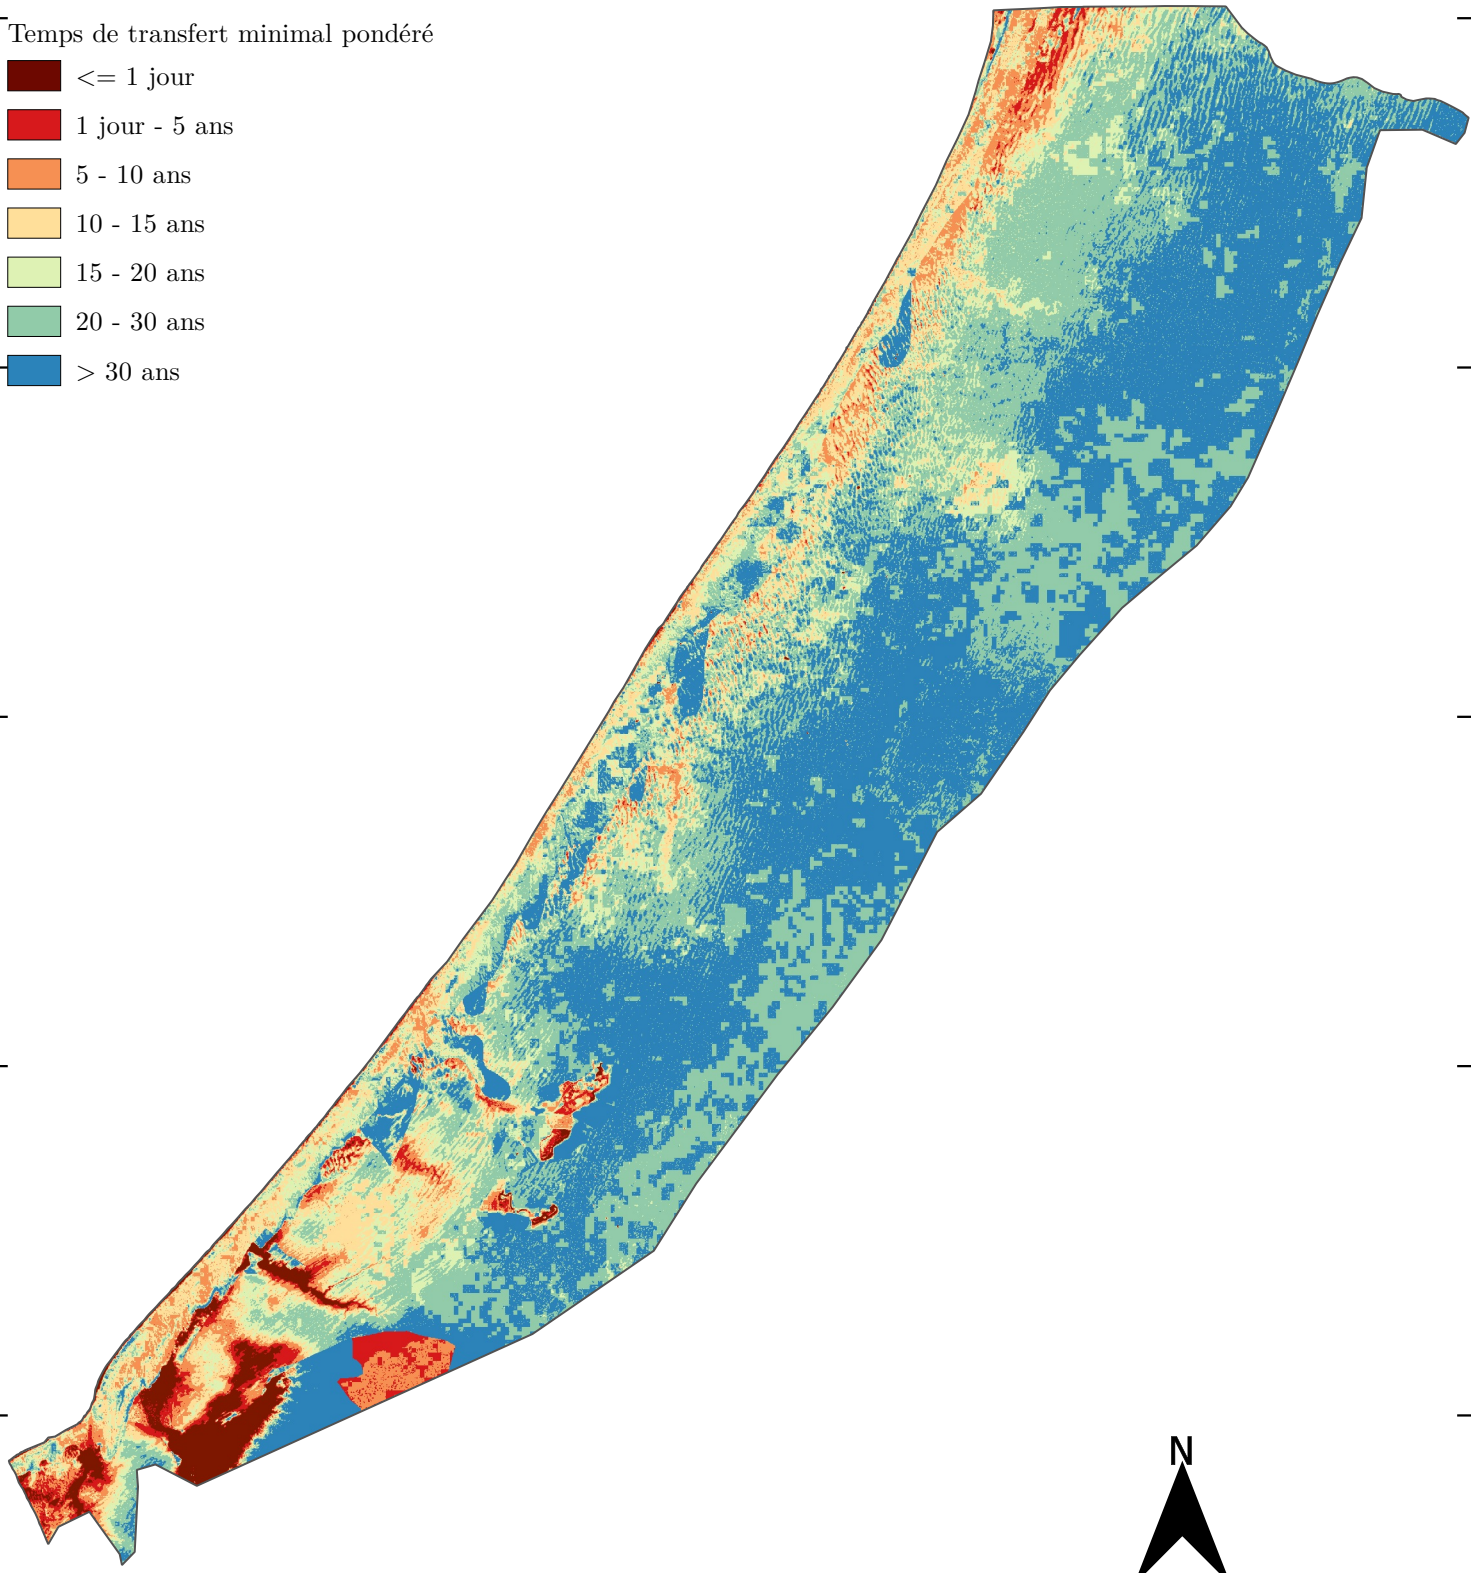 Temps de transfert minimal pondéré
<= 1 jour
1 jour - 5 ans
5 - 10 ans
10 - 15 ans
15 - 20 ans
20 - 30 ans
> 30 ans
N